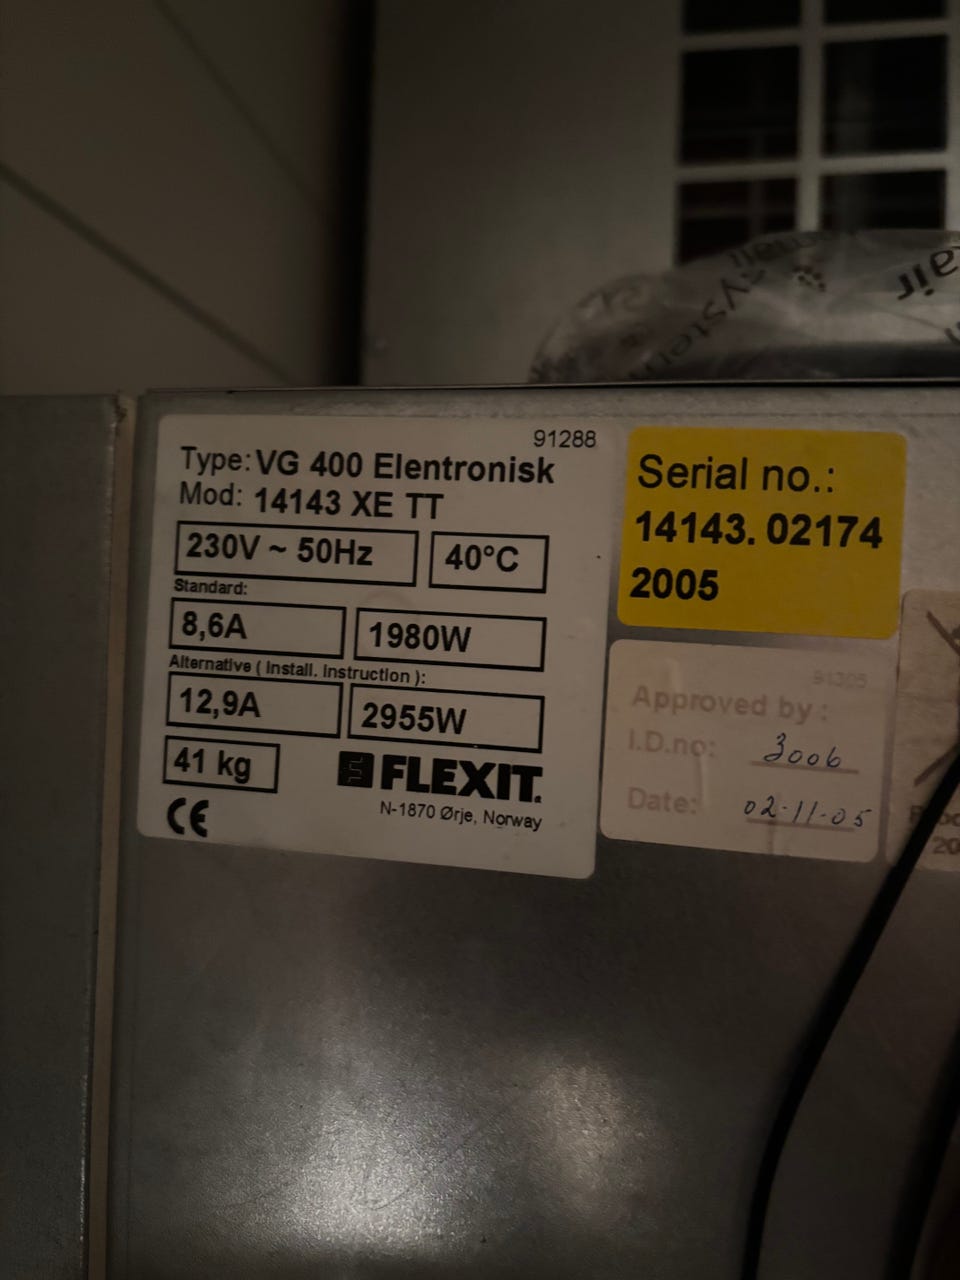 91288
Type: VG 400 Elentronisk
Mod: 14143 XE TT
230V ~ 50Hz
40°C
Standard:
8,6A
1980W
Alternative ( Install. Instruction ):
12,9A
2955W
41 kg
FLEXIT.
N-1870 Ørje, Norway
CE
Serial no.:
14143. 02174
2005
91305
Approved by :
I.D.no: 3006
Date: 02-11-05
air